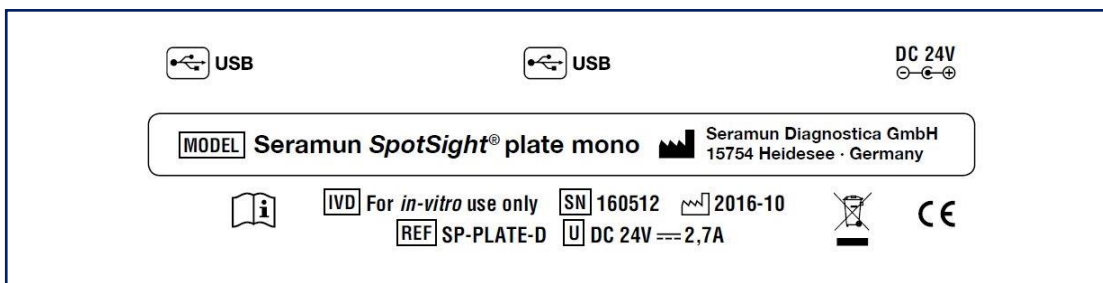 USB USB DC 24V
MODEL Seramun SpotSight® plate mono
Seramun Diagnostica GmbH
15754 Heidesee · Germany
IVD For in-vitro use only SN 160512 2016-10
REF SP-PLATE-D U DC 24V ⎓ 2,7A
CE